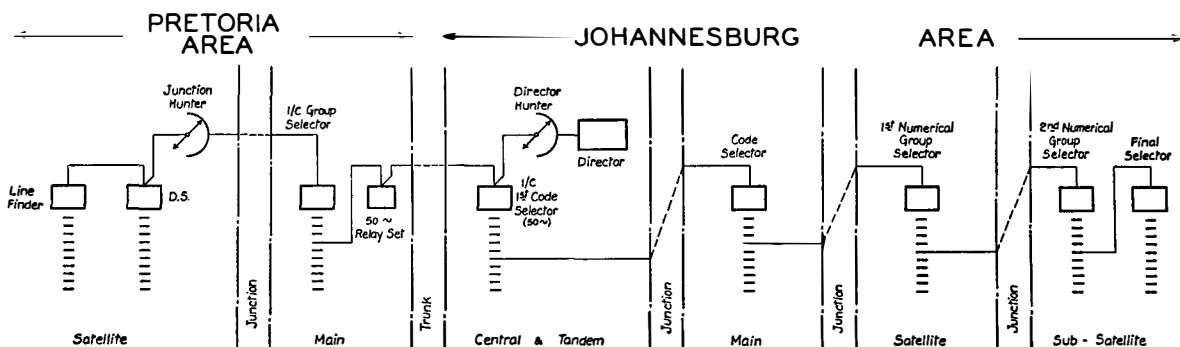 PRETORIA
AREA
JOHANNESBURG
AREA
Junction
Hunter
I/C Group
Selector
Director
Hunter
Director
Code
Selector
1st Numerical
Group
Selector
2nd Numerical
Group
Selector
Final
Selector
Line
Finder
D.S.
50 ~
Relay Set
I/C
1st Code
Selector
(50~)
Junction
Trunk
Junction
Junction
Satellite
Main
Central & Tandem
Main
Satellite
Sub - Satellite